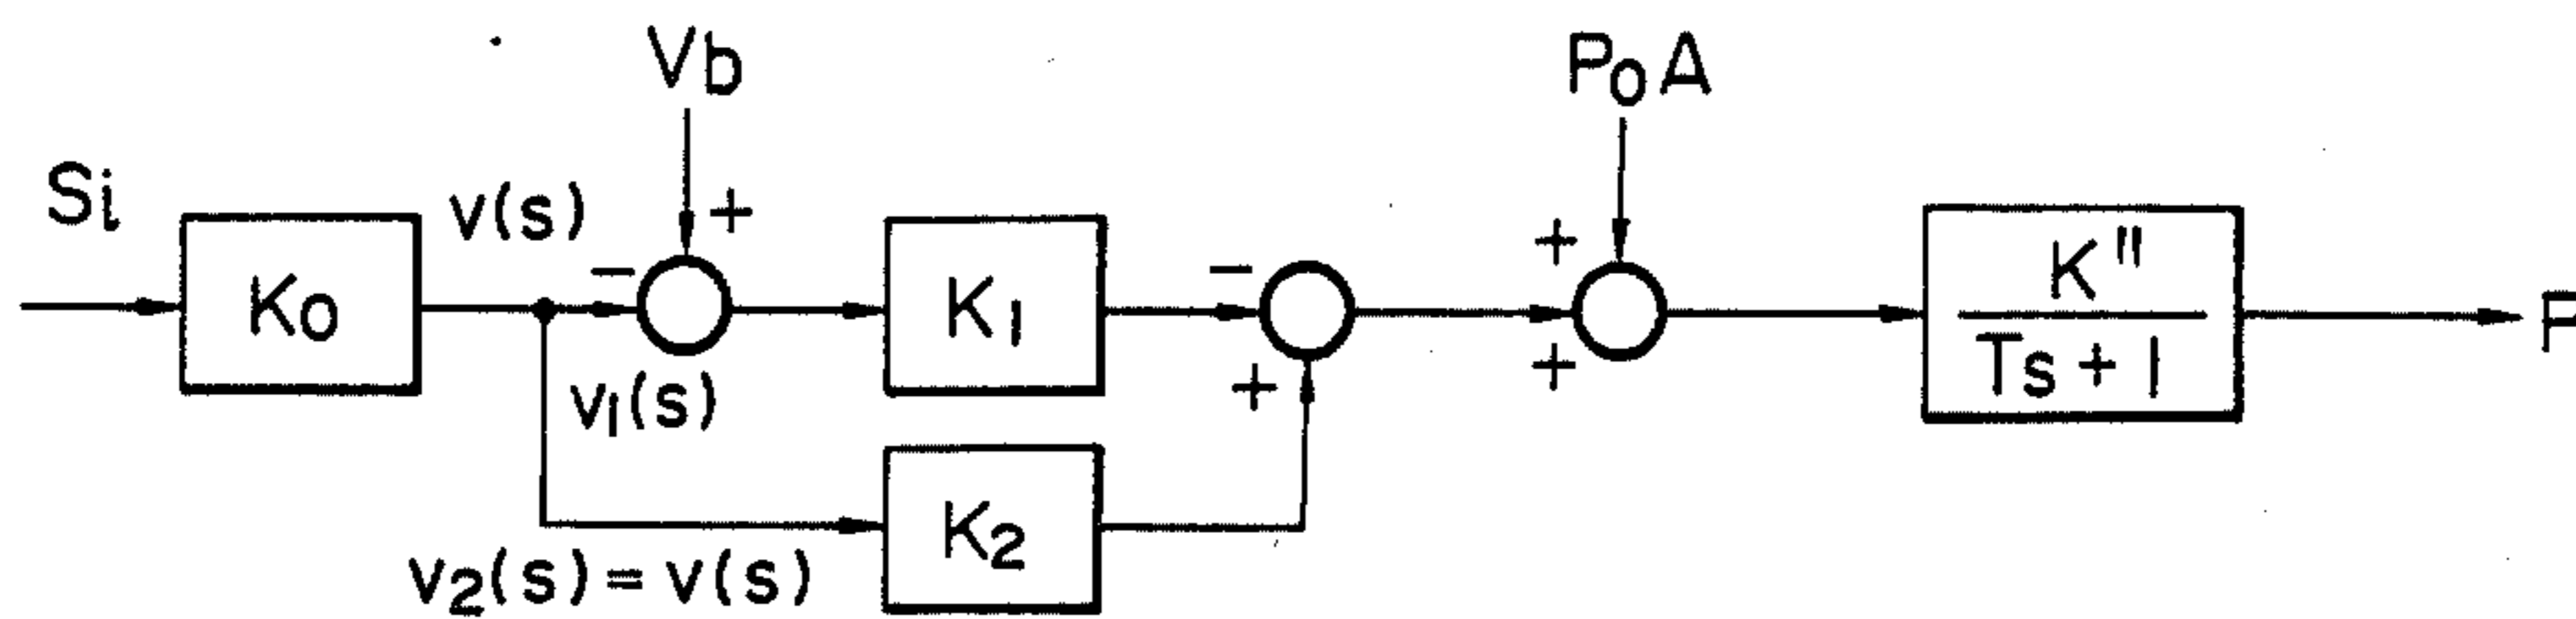 Vb
P₀A
Si
v(s)
+
−
K₀
v₁(s)
K₁
−
+
+
+
K"
Ts + 1
P
K₂
v₂(s) = v(s)